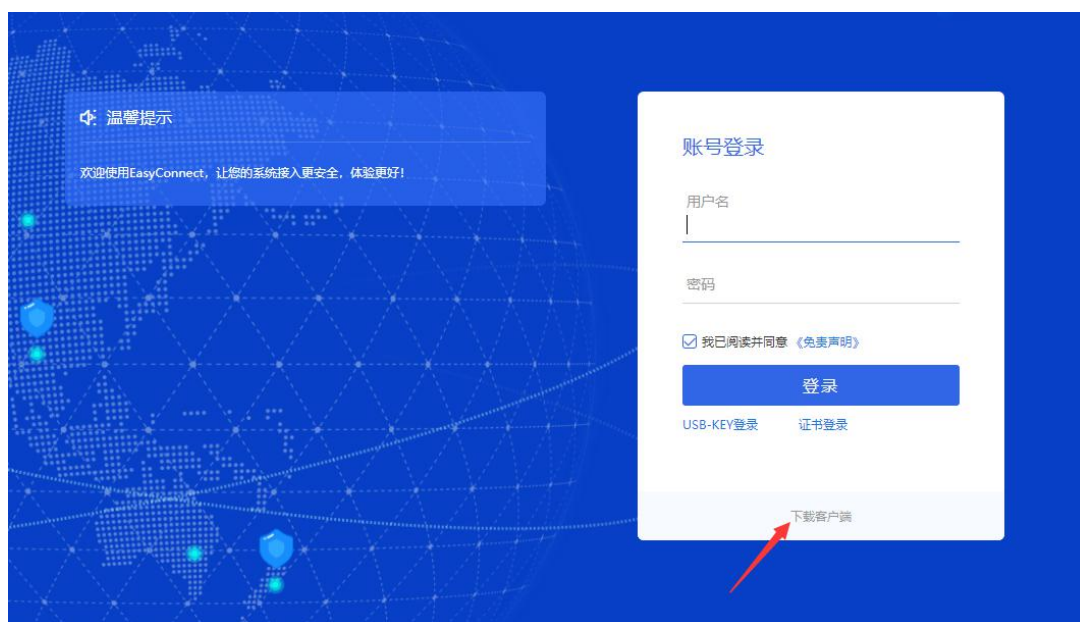 温馨提示
欢迎使用EasyConnect，让您的系统接入更安全，体验更好！
账号登录
用户名
密码
我已阅读并同意《免责声明》
登录
USB-KEY登录 证书登录
下载客户端